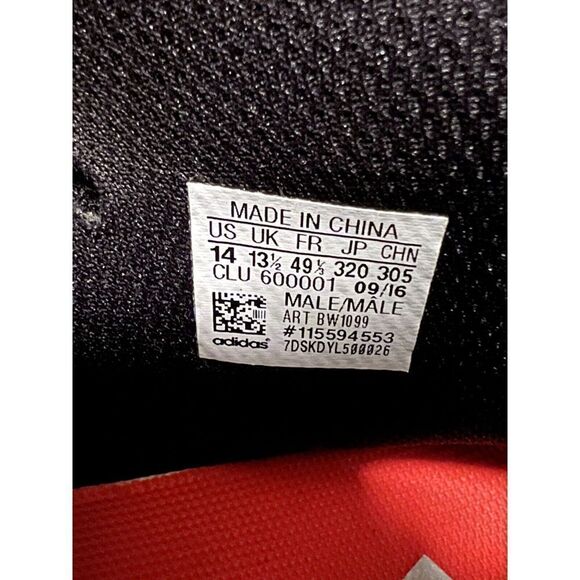 MADE IN CHINA
US UK FR JP CHN
14 13½ 49⅓ 320 305
CLU 600001 09/16
MALE/MÂLE
ART BW1099
#115594553
adidas® 7DSKDYL500026